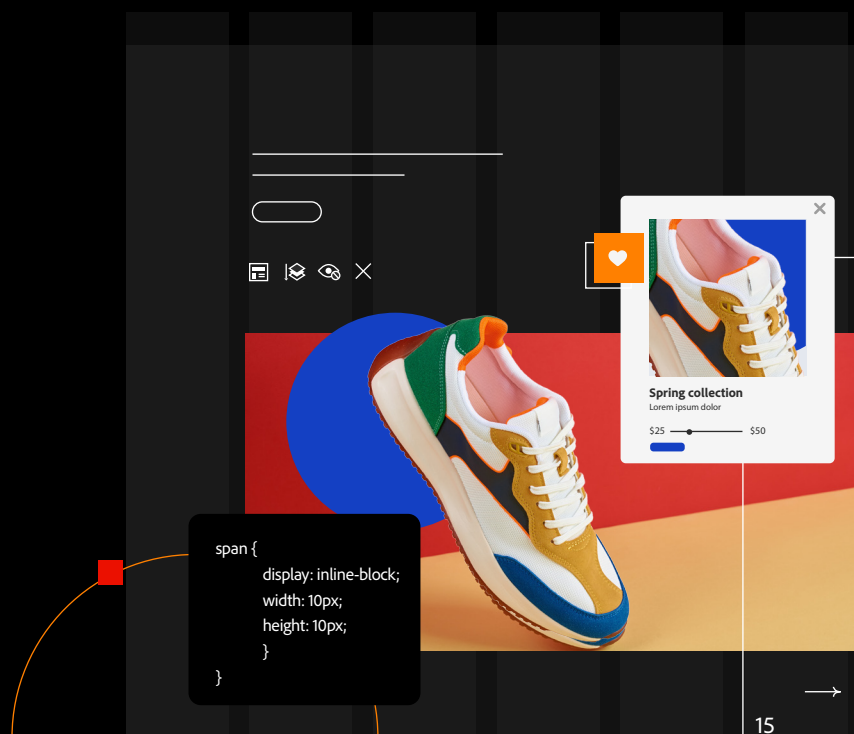 Spring collection
Lorem ipsum dolor
$25 $50
span {
display: inline-block;
width: 10px;
height: 10px;
}
}
15